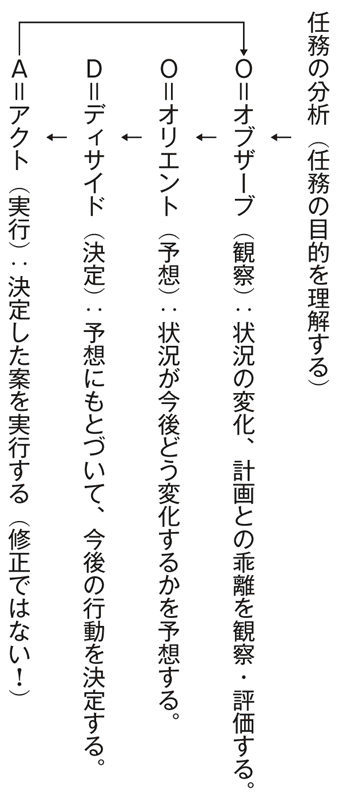 任務の分析（任務の目的を理解する）
O＝オブザーブ（観察）：状況の変化、計画との乖離を観察・評価する。
O＝オリエント（予想）：状況が今後どう変化するかを予想する。
D＝ディサイド（決定）：予想にもとづいて、今後の行動を決定する。
A＝アクト（実行）：決定した案を実行する（修正ではない！）